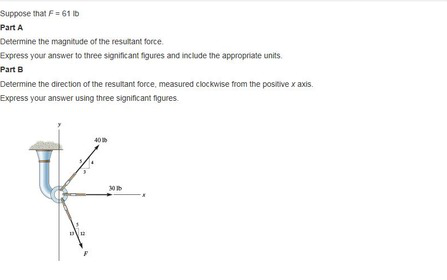 Suppose that F = 61 lb
Part A
Determine the magnitude of the resultant force.
Express your answer to three significant figures and include the appropriate units.
Part B
Determine the direction of the resultant force, measured clockwise from the positive x axis.
Express your answer using three significant figures.
y
40 lb
5
4
3
30 lb
x
5
13 12
F